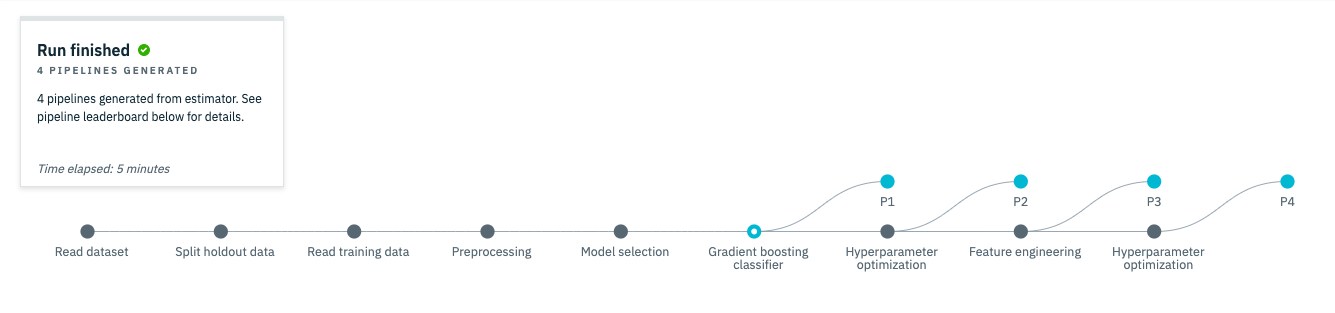 Run finished
4 PIPELINES GENERATED
4 pipelines generated from estimator. See
pipeline leaderboard below for details.
Time elapsed: 5 minutes
P1
P2
P3
P4
Read dataset
Split holdout data
Read training data
Preprocessing
Model selection
Gradient boosting
classifier
Hyperparameter
optimization
Feature engineering
Hyperparameter
optimization